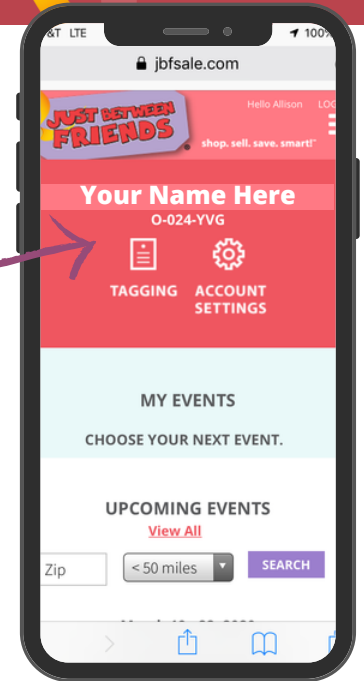 &T LTE 100%
jbfsale.com
Hello Allison LOG
JUST BETWEEN
FRIENDS
shop. sell. save. smart!
Your Name Here
O-024-YVG
TAGGING ACCOUNT
SETTINGS
MY EVENTS
CHOOSE YOUR NEXT EVENT.
UPCOMING EVENTS
View All
Zip < 50 miles SEARCH